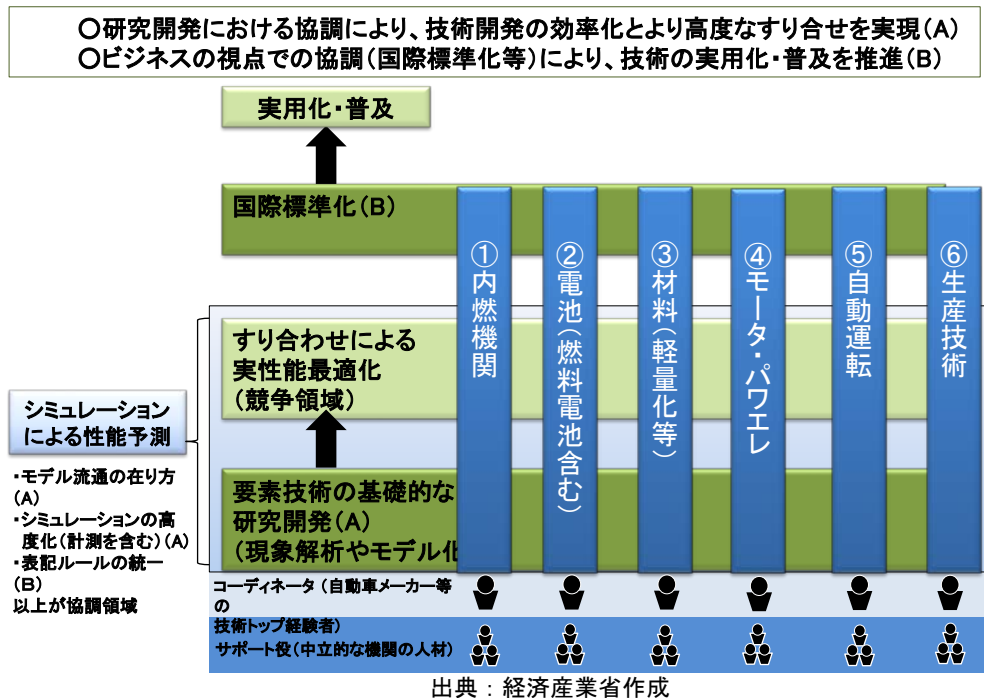 〇研究開発における協調により、技術開発の効率化とより高度なすり合せを実現(A)
〇ビジネスの視点での協調(国際標準化等)により、技術の実用化・普及を推進(B)
実用化・普及
国際標準化(B)
すり合わせによる
実性能最適化
(競争領域)
要素技術の基礎的な
研究開発(A)
(現象解析やモデル化
①内燃機関
②電池(燃料電池含む)
③材料(軽量化等)
④モータ・パワエレ
⑤自動運転
⑥生産技術
シミュレーション
による性能予測
・モデル流通の在り方
(A)
・シミュレーションの高
度化(計測を含む)(A)
・表記ルールの統一
(B)
以上が協調領域
コーディネータ(自動車メーカー等
の
技術トップ経験者)
サポート役(中立的な機関の人材)
出典:経済産業省作成